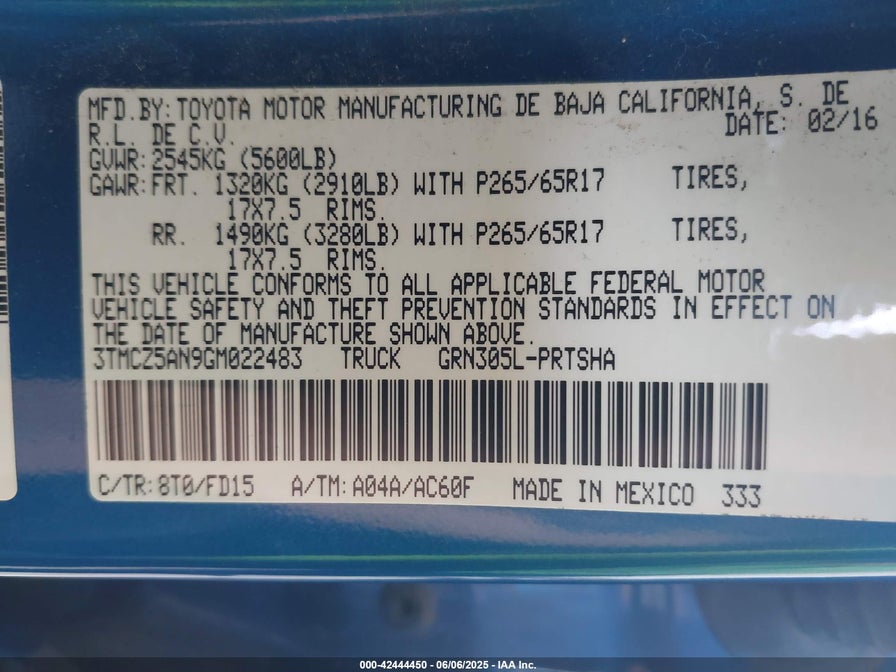 MFD.BY:TOYOTA MOTOR MANUFACTURING DE BAJA CALIFORNIA, S. DE
R.L. DE C.V. DATE: 02/16
GVWR:2545KG (5600LB)
GAWR:FRT. 1320KG (2910LB) WITH P265/65R17 TIRES,
17X7.5 RIMS.
RR. 1490KG (3280LB) WITH P265/65R17 TIRES,
17X7.5 RIMS.
THIS VEHICLE CONFORMS TO ALL APPLICABLE FEDERAL MOTOR
VEHICLE SAFETY AND THEFT PREVENTION STANDARDS IN EFFECT ON
THE DATE OF MANUFACTURE SHOWN ABOVE.
3TMCZ5AN9GM022483 TRUCK GRN305L-PRTSHA
C/TR:8T0/FD15 A/TM:A04A/AC60F MADE IN MEXICO 333
000-42444450 - 06/06/2025 - IAA Inc.